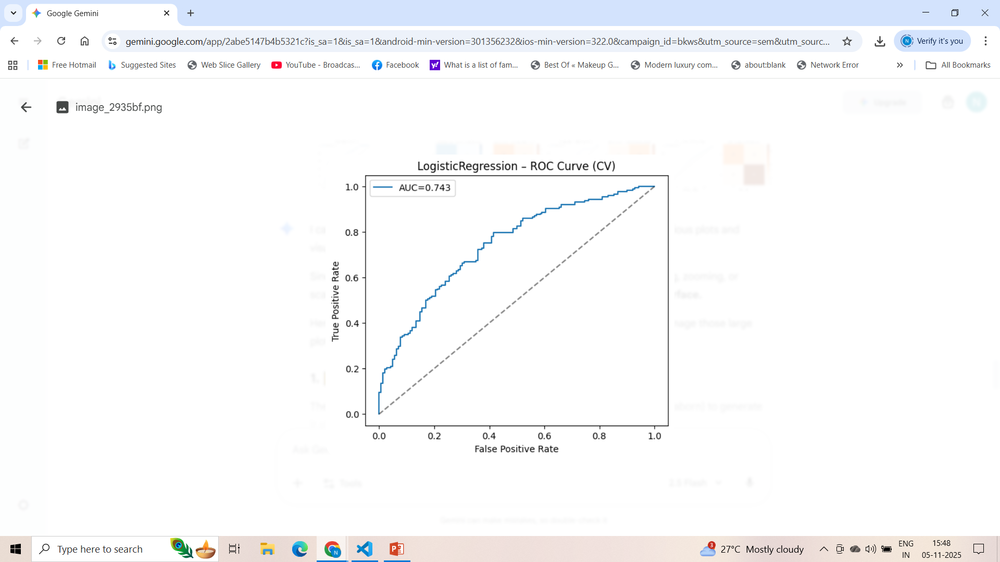 Google Gemini
gemini.google.com/app/2abe5147b4b5321c?is_sa=1&is_sa=1&android-min-version=301356232&ios-min-version=322.0&campaign_id=bkws&utm_source=sem&utm_sourc...
Verify it's you
Free Hotmail
Suggested Sites
Web Slice Gallery
YouTube - Broadcas...
Facebook
What is a list of fam...
Best Of « Makeup G...
Modern luxury com...
about:blank
Network Error
All Bookmarks
image_2935bf.png
Upgrade
LogisticRegression – ROC Curve (CV)
AUC=0.743
1.0
0.8
0.6
0.4
0.2
0.0
True Positive Rate
0.0 0.2 0.4 0.6 0.8 1.0
False Positive Rate
Tools
Type here to search
3
27°C Mostly cloudy
ENG
IN
15:48
05-11-2025